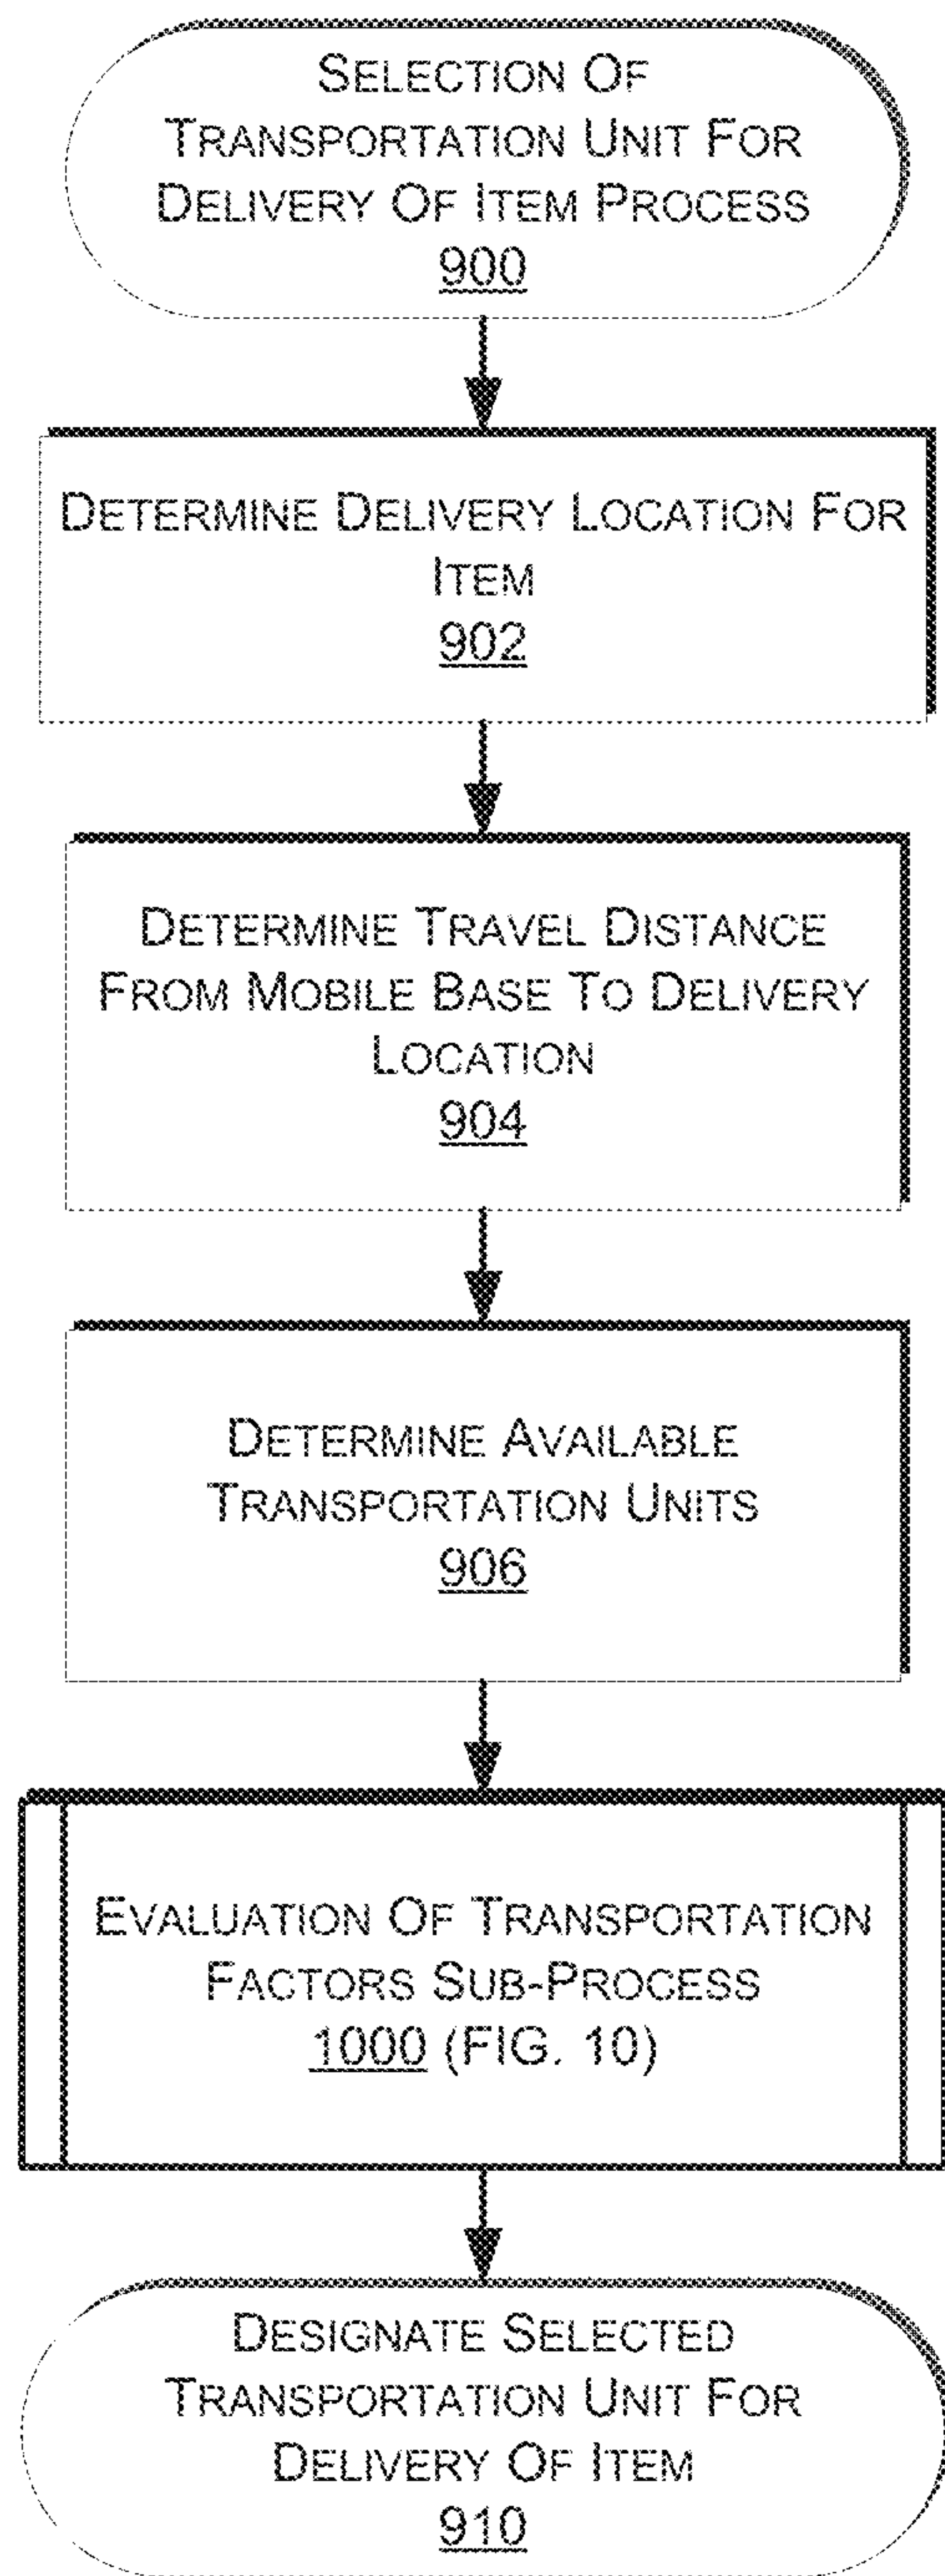 SELECTION OF
TRANSPORTATION UNIT FOR
DELIVERY OF ITEM PROCESS
900
DETERMINE DELIVERY LOCATION FOR
ITEM
902
DETERMINE TRAVEL DISTANCE
FROM MOBILE BASE TO DELIVERY
LOCATION
904
DETERMINE AVAILABLE
TRANSPORTATION UNITS
906
EVALUATION OF TRANSPORTATION
FACTORS SUB-PROCESS
1000 (FIG. 10)
DESIGNATE SELECTED
TRANSPORTATION UNIT FOR
DELIVERY OF ITEM
910